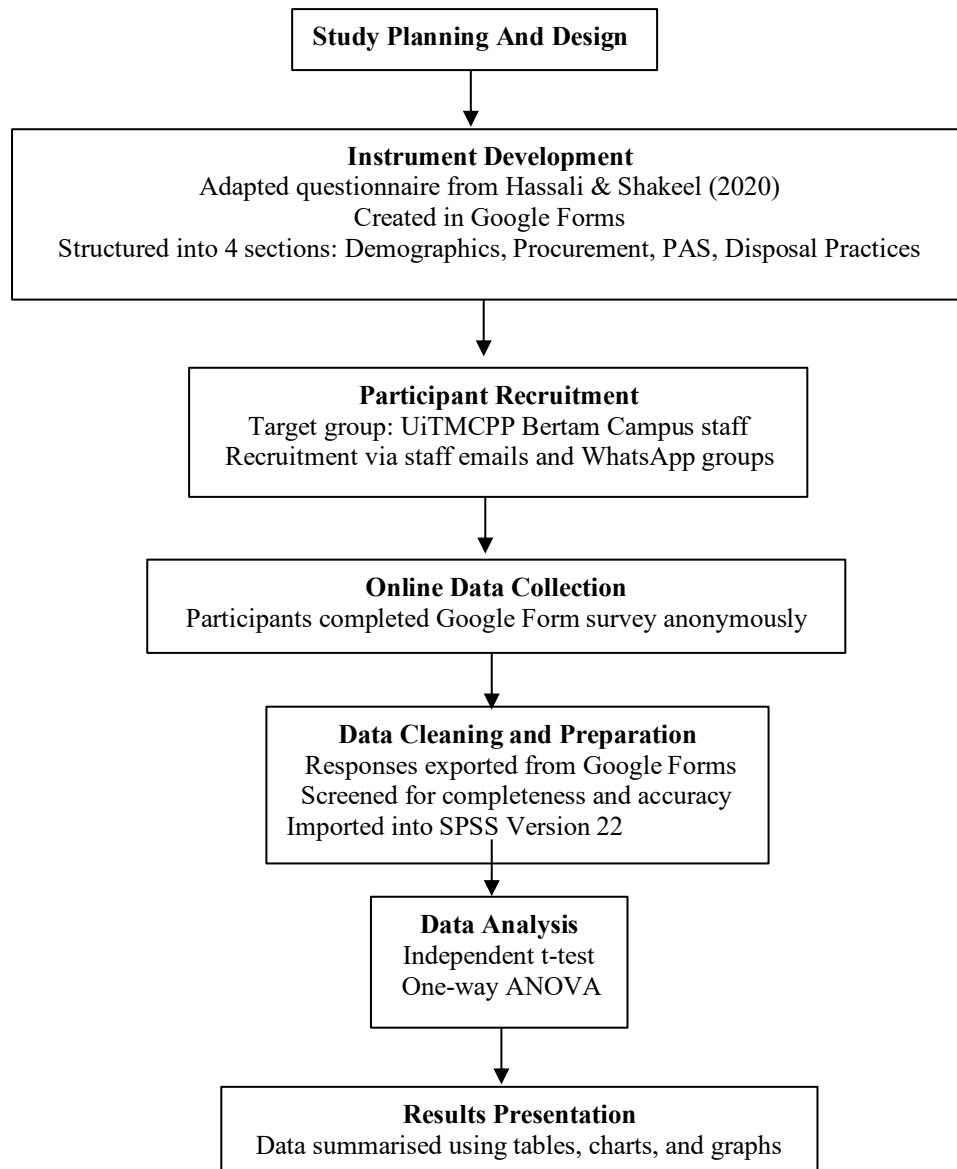 Study Planning And Design
Instrument Development
Adapted questionnaire from Hassali & Shakeel (2020)
Created in Google Forms
Structured into 4 sections: Demographics, Procurement, PAS, Disposal Practices
Participant Recruitment
Target group: UiTMCPP Bertam Campus staff
Recruitment via staff emails and WhatsApp groups
Online Data Collection
Participants completed Google Form survey anonymously
Data Cleaning and Preparation
Responses exported from Google Forms
Screened for completeness and accuracy
Imported into SPSS Version 22
Data Analysis
Independent t-test
One-way ANOVA
Results Presentation
Data summarised using tables, charts, and graphs